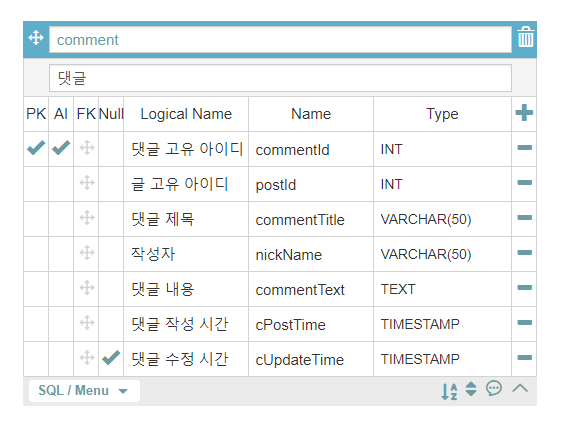 comment
댓글
PK AI FK Null Logical Name Name Type
댓글 고유 아이디 commentId INT
글 고유 아이디 postId INT
댓글 제목 commentTitle VARCHAR(50)
작성자 nickName VARCHAR(50)
댓글 내용 commentText TEXT
댓글 작성 시간 cPostTime TIMESTAMP
댓글 수정 시간 cUpdateTime TIMESTAMP
SQL / Menu AZ